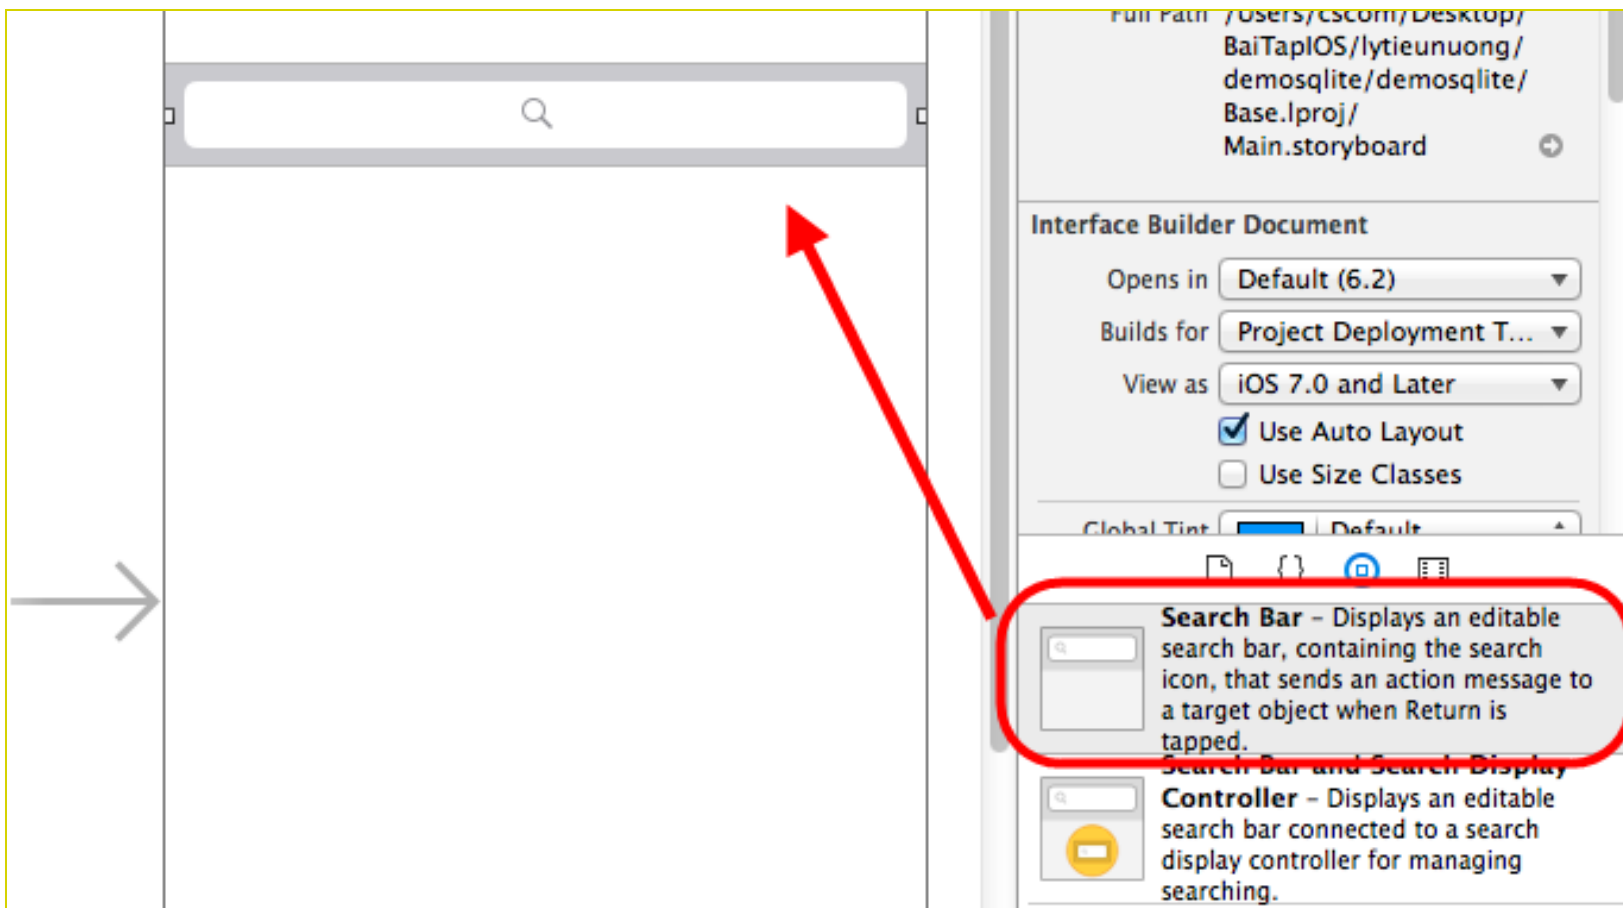 Full Path /Users/cscom/Desktop/
BaiTapIOS/lytieunuong/
demosqlite/demosqlite/
Base.lproj/
Main.storyboard
Interface Builder Document
Opens in Default (6.2)
Builds for Project Deployment T...
View as iOS 7.0 and Later
Use Auto Layout
Use Size Classes
Global Tint Default
{}
Search Bar – Displays an editable
search bar, containing the search
icon, that sends an action message to
a target object when Return is
tapped.
Search Bar and Search Display
Controller – Displays an editable
search bar connected to a search
display controller for managing
searching.